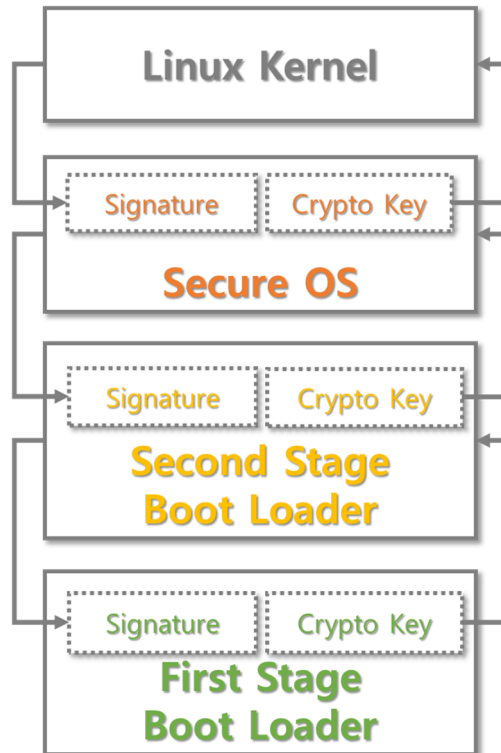 Linux Kernel
Signature Crypto Key
Secure OS
Signature Crypto Key
Second Stage
Boot Loader
Signature Crypto Key
First Stage
Boot Loader